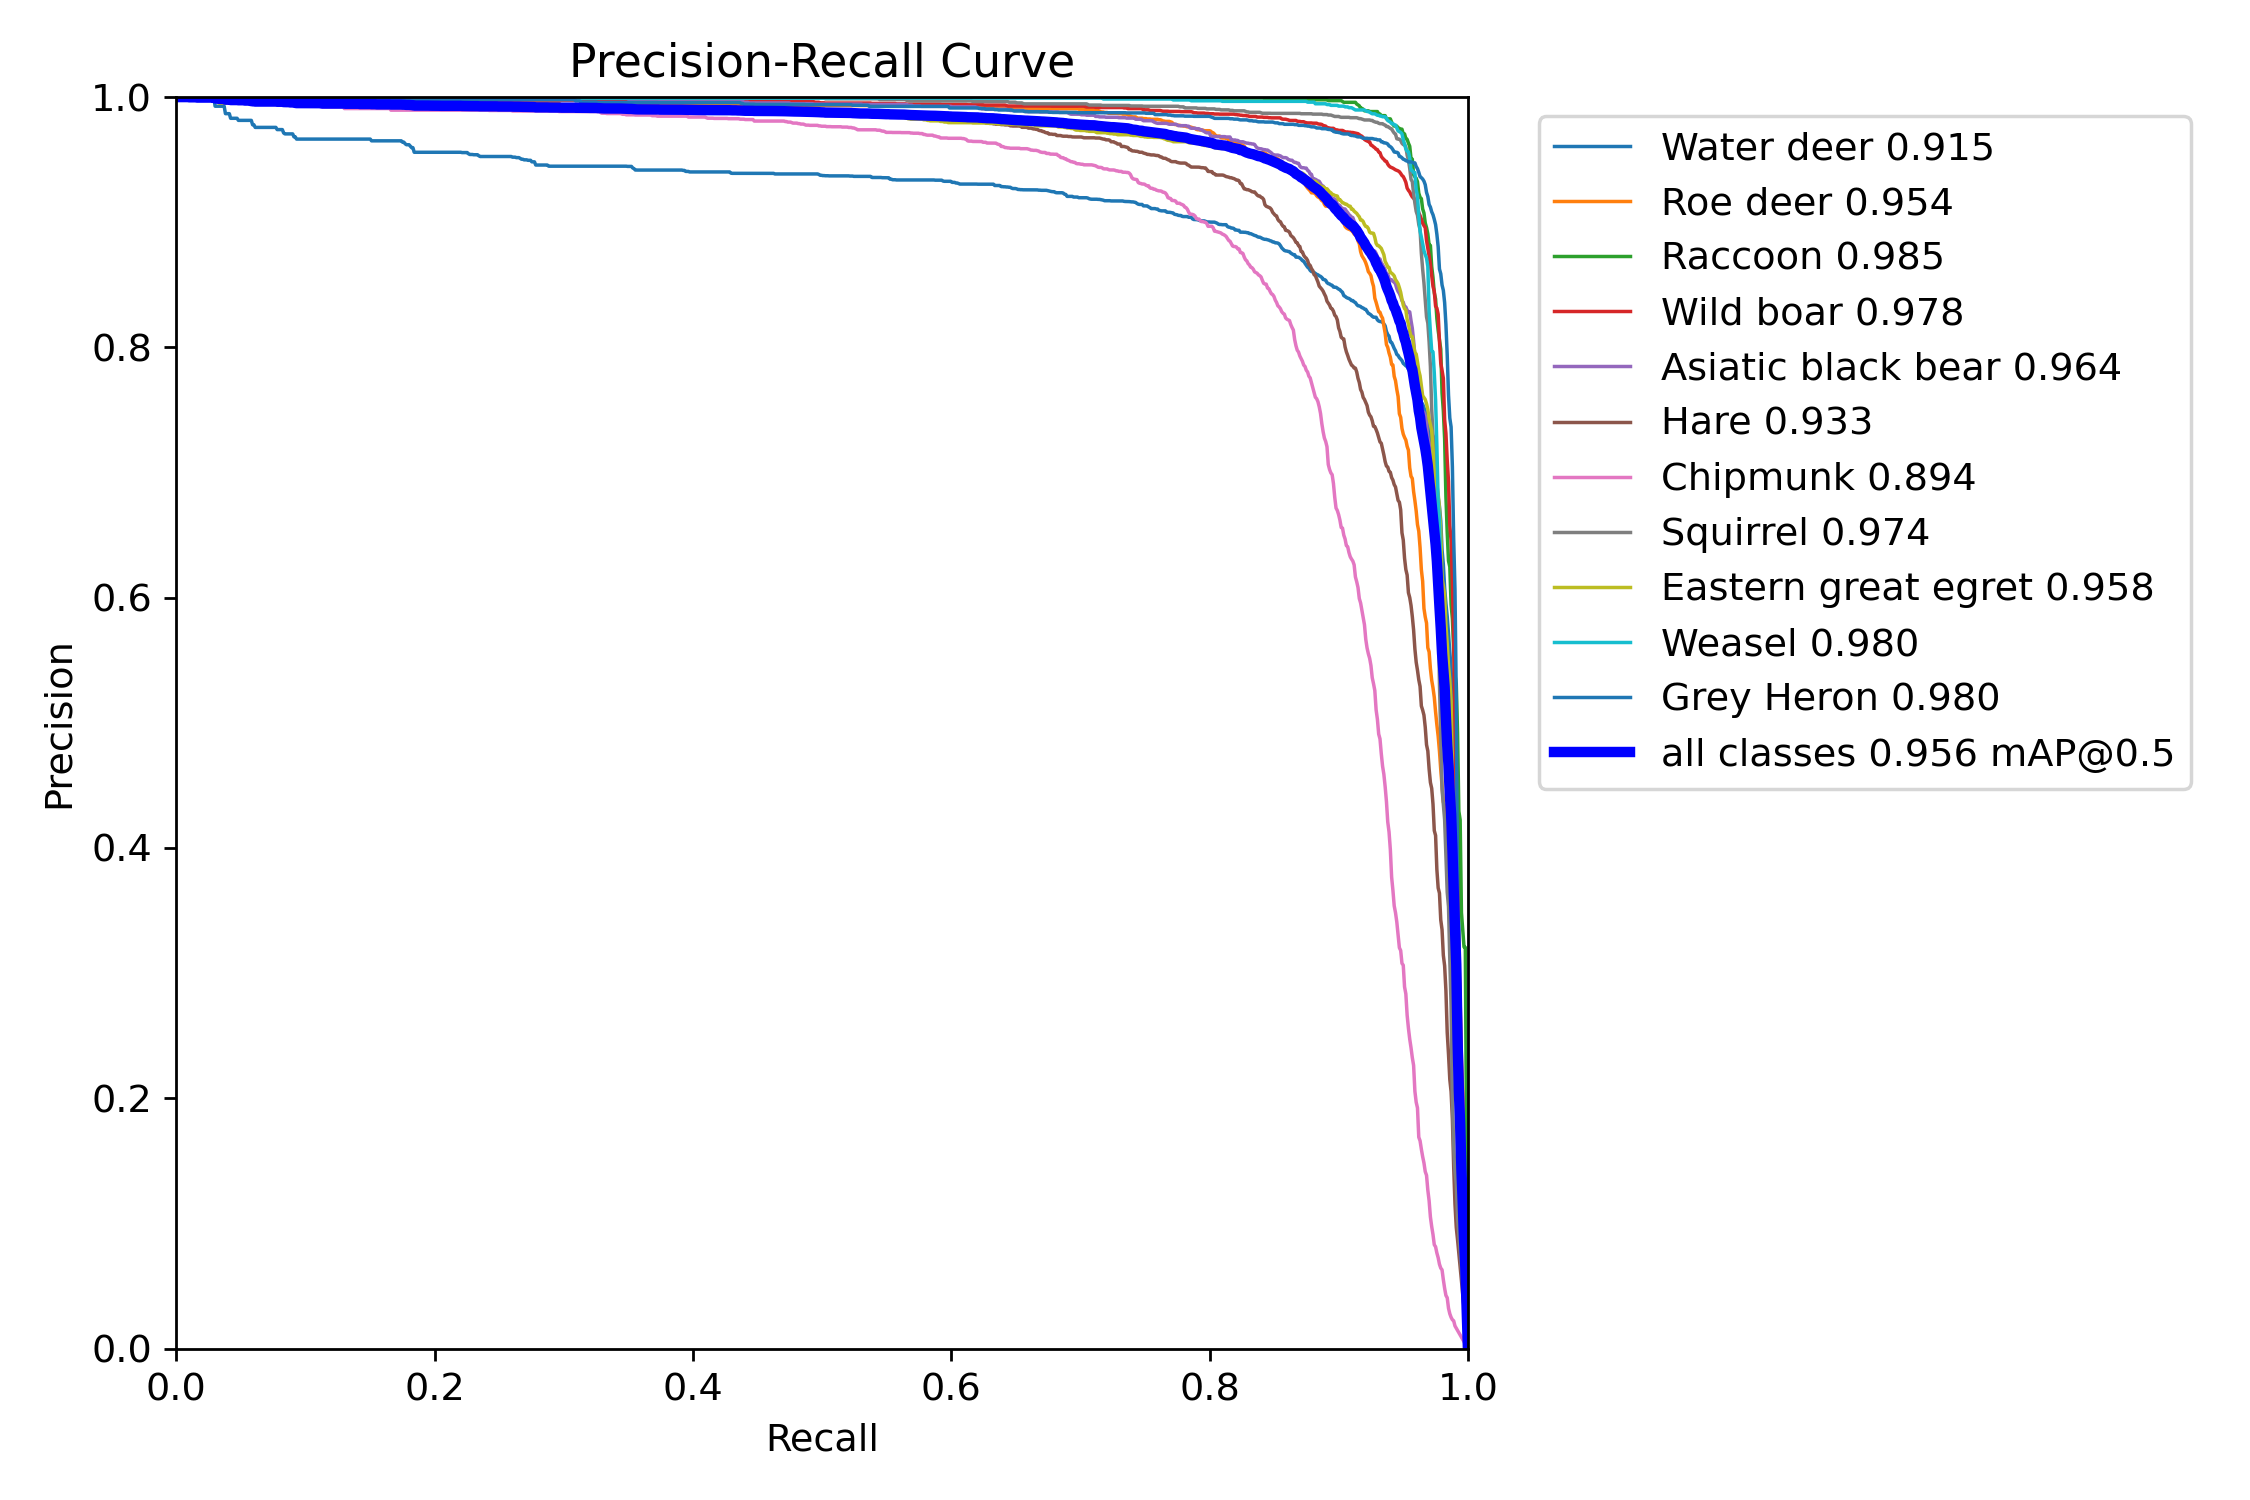 Precision-Recall Curve
1.0
0.8
0.6
0.4
0.2
0.0
Precision
0.0 0.2 0.4 0.6 0.8 1.0
Recall
Water deer 0.915
Roe deer 0.954
Raccoon 0.985
Wild boar 0.978
Asiatic black bear 0.964
Hare 0.933
Chipmunk 0.894
Squirrel 0.974
Eastern great egret 0.958
Weasel 0.980
Grey Heron 0.980
all classes 0.956 mAP@0.5